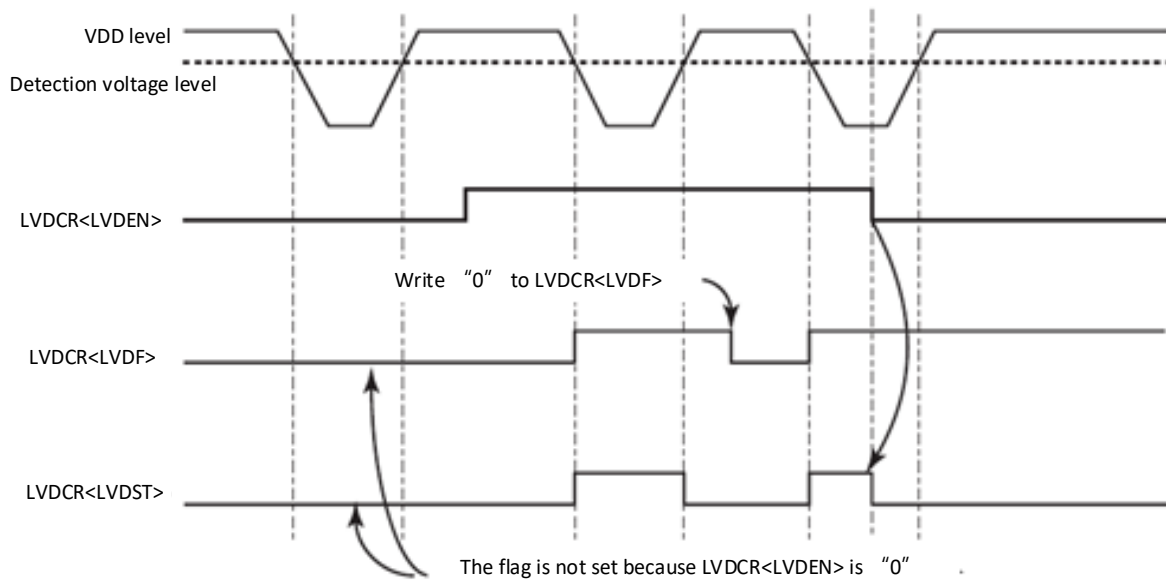 VDD level
Detection voltage level
LVDCR<LVDEN>
Write “0” to LVDCR<LVDF>
LVDCR<LVDF>
LVDCR<LVDST>
The flag is not set because LVDCR<LVDEN> is “0” .